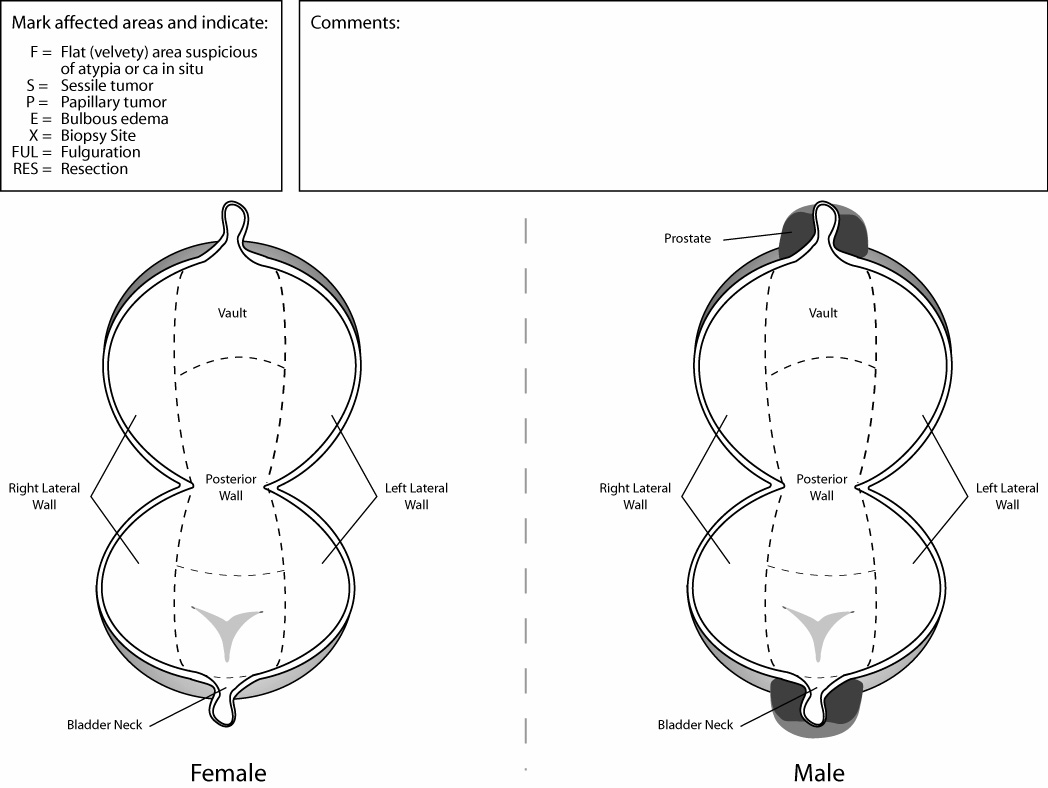 Mark affected areas and indicate:
F = Flat (velvety) area suspicious
of atypia or ca in situ
S = Sessile tumor
P = Papillary tumor
E = Bulbous edema
X = Biopsy Site
FUL = Fulguration
RES = Resection
Comments:
Vault
Right Lateral
Wall
Posterior
Wall
Left Lateral
Wall
Bladder Neck
Female
Prostate
Vault
Right Lateral
Wall
Posterior
Wall
Left Lateral
Wall
Bladder Neck
Male